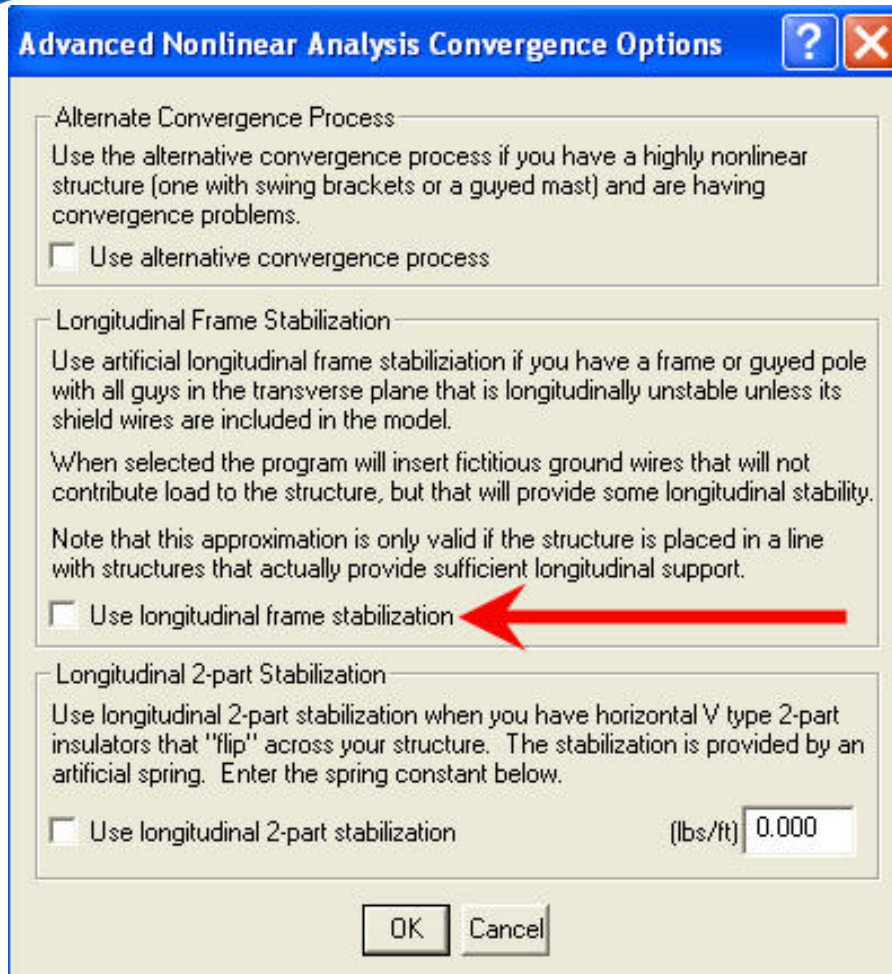 Advanced Nonlinear Analysis Convergence Options
Alternate Convergence Process
Use the alternative convergence process if you have a highly nonlinear
structure (one with swing brackets or a guyed mast) and are having
convergence problems.
Use alternative convergence process
Longitudinal Frame Stabilization
Use artificial longitudinal frame stabiliziation if you have a frame or guyed pole
with all guys in the transverse plane that is longitudinally unstable unless its
shield wires are included in the model.
When selected the program will insert fictitious ground wires that will not
contribute load to the structure, but that will provide some longitudinal stability.
Note that this approximation is only valid if the structure is placed in a line
with structures that actually provide sufficient longitudinal support.
Use longitudinal frame stabilization
Longitudinal 2-part Stabilization
Use longitudinal 2-part stabilization when you have horizontal V type 2-part
insulators that "flip" across your structure. The stabilization is provided by an
artificial spring. Enter the spring constant below.
Use longitudinal 2-part stabilization (lbs/ft) 0.000
OK Cancel